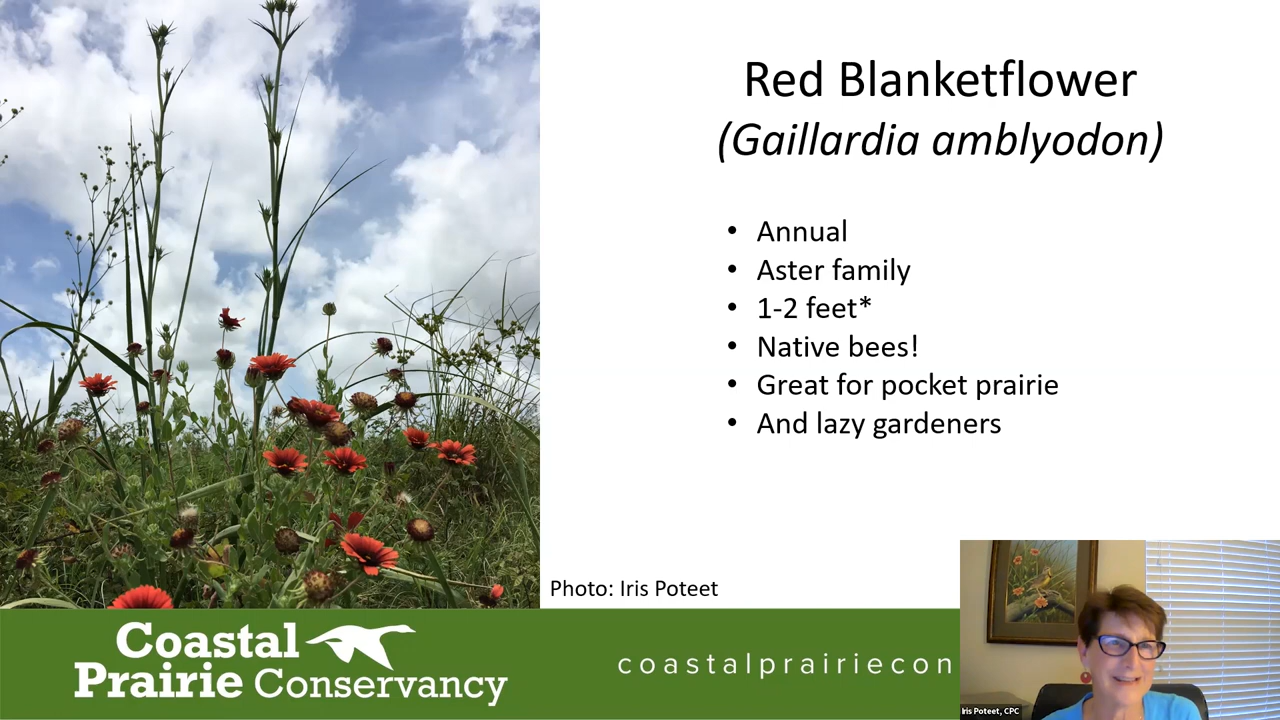 Red Blanketflower
(Gaillardia amblyodon)
• Annual
• Aster family
• 1-2 feet*
• Native bees!
• Great for pocket prairie
• And lazy gardeners
Photo: Iris Poteet
Coastal
Prairie Conservancy
coastalprairiecon
Iris Poteet, CPC